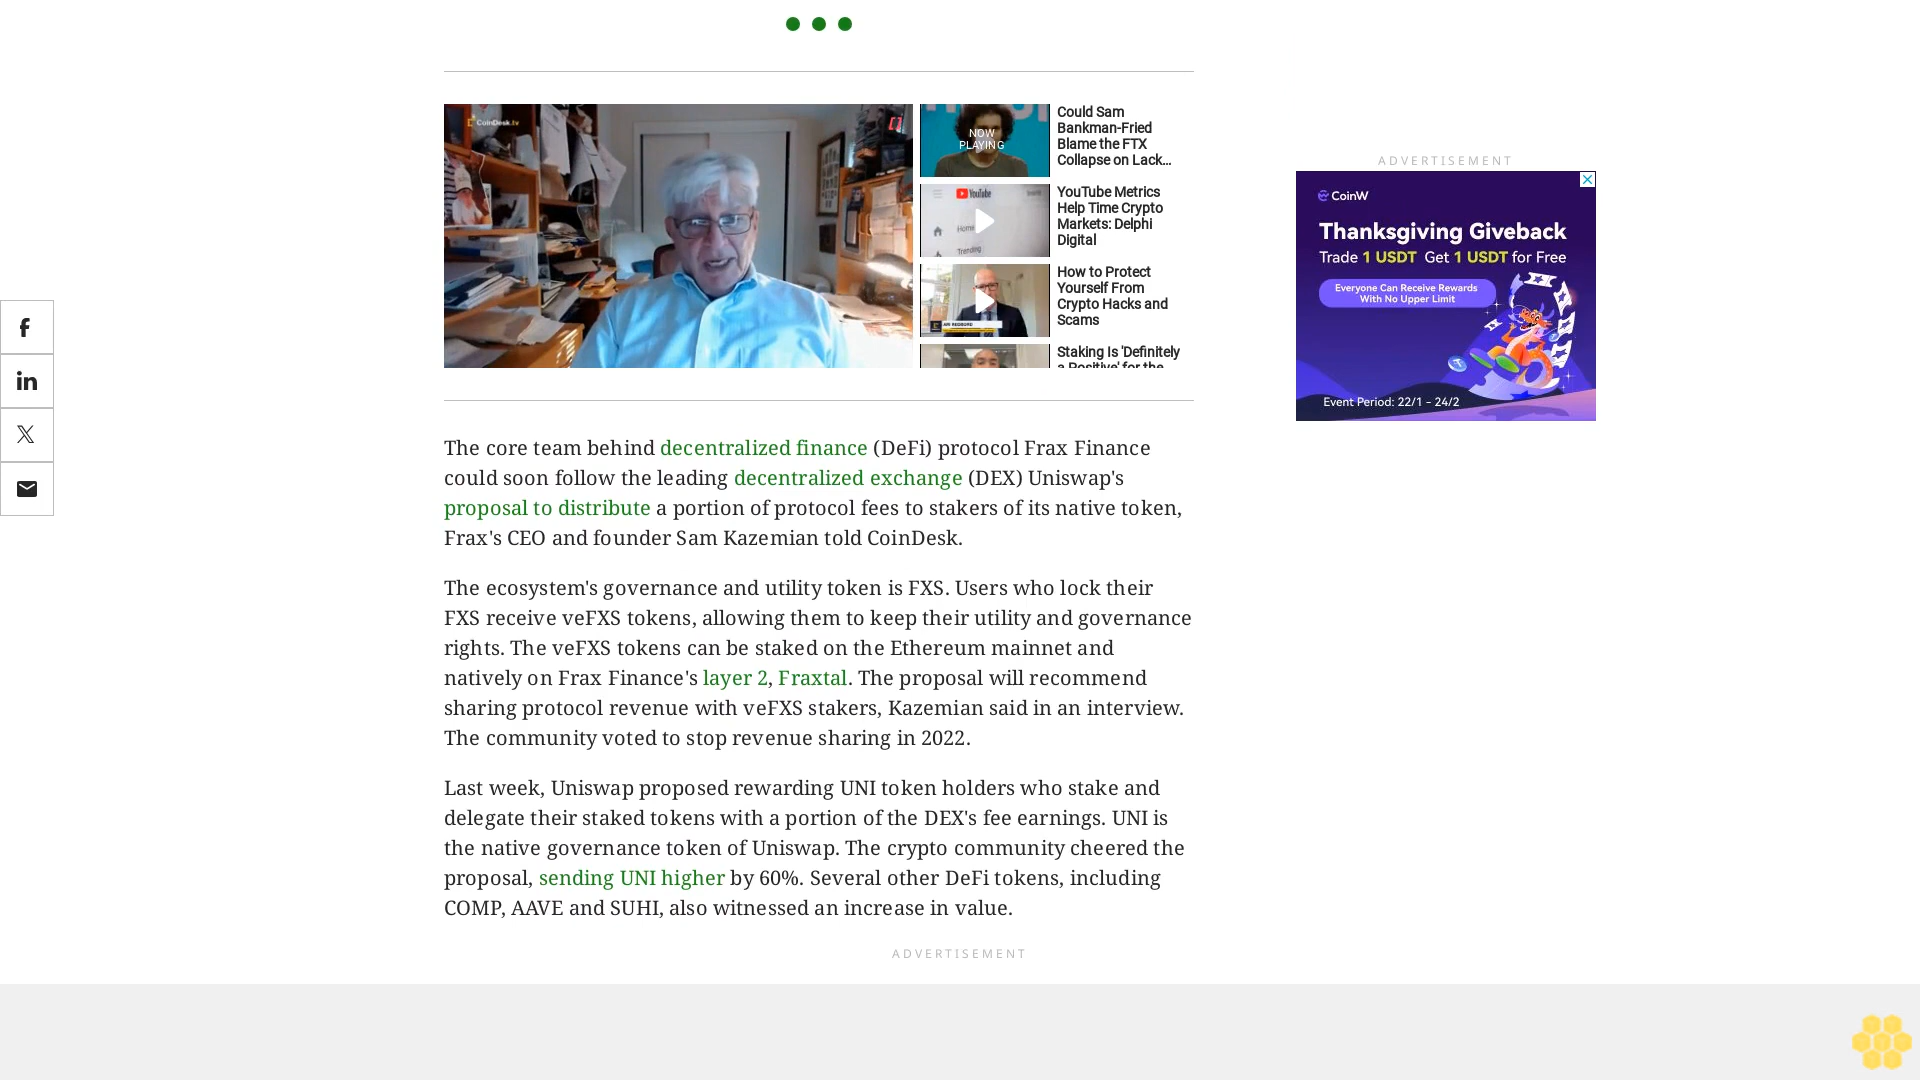 CoinDesk.tv
NOW
PLAYING
Could Sam
Bankman-Fried
Blame the FTX
Collapse on Lack...
YouTube
Home
Trending
YouTube Metrics
Help Time Crypto
Markets: Delphi
Digital
ARI REDBORD
How to Protect
Yourself From
Crypto Hacks and
Scams
Staking Is 'Definitely
a Positive' for the
ADVERTISEMENT
CoinW
Thanksgiving Giveback
Trade 1 USDT Get 1 USDT for Free
Everyone Can Receive Rewards
With No Upper Limit
Event Period: 22/1 - 24/2
The core team behind decentralized finance (DeFi) protocol Frax Finance
could soon follow the leading decentralized exchange (DEX) Uniswap's
proposal to distribute a portion of protocol fees to stakers of its native token,
Frax's CEO and founder Sam Kazemian told CoinDesk.
The ecosystem's governance and utility token is FXS. Users who lock their
FXS receive veFXS tokens, allowing them to keep their utility and governance
rights. The veFXS tokens can be staked on the Ethereum mainnet and
natively on Frax Finance's layer 2, Fraxtal. The proposal will recommend
sharing protocol revenue with veFXS stakers, Kazemian said in an interview.
The community voted to stop revenue sharing in 2022.
Last week, Uniswap proposed rewarding UNI token holders who stake and
delegate their staked tokens with a portion of the DEX's fee earnings. UNI is
the native governance token of Uniswap. The crypto community cheered the
proposal, sending UNI higher by 60%. Several other DeFi tokens, including
COMP, AAVE and SUHI, also witnessed an increase in value.
ADVERTISEMENT